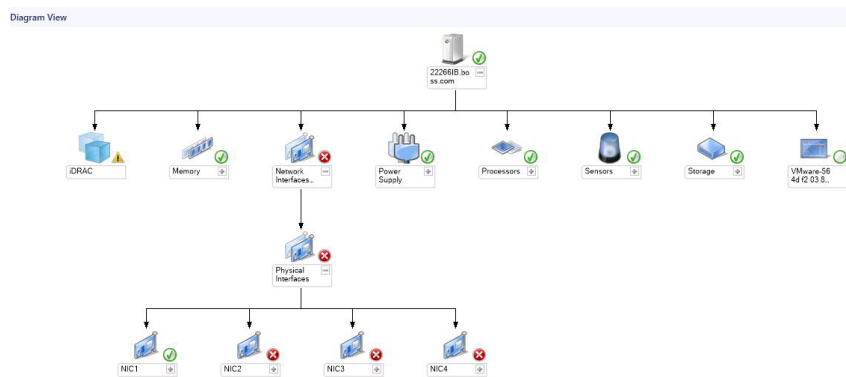 Diagram View
22266IB.bo
ss.com
iDRAC
Memory
Network
Interfaces..
Power
Supply
Processors
Sensors
Storage
VMware-56
4d f2 03 8..
Physical
Interfaces
NIC1
NIC2
NIC3
NIC4